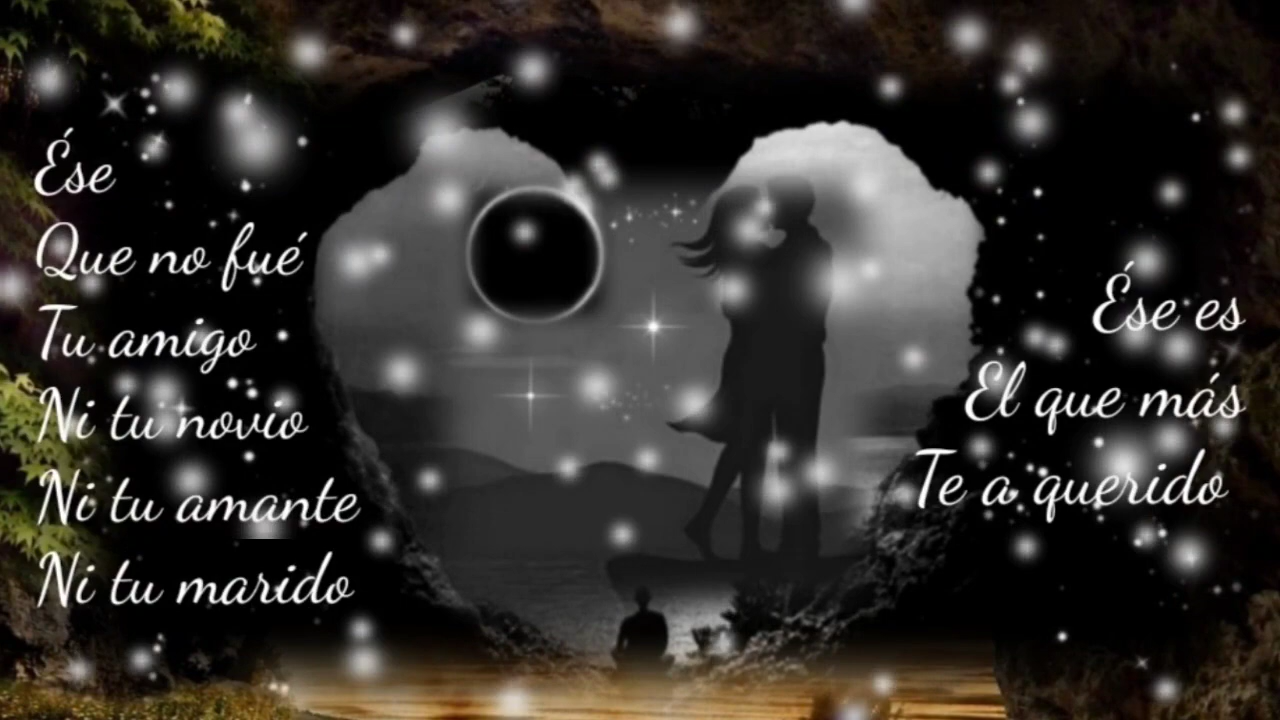 Ése
Que no fué
Tu amigo
Ni tu novio
Ni tu amante
Ni tu marido
Ése es
El que más
Te a querido